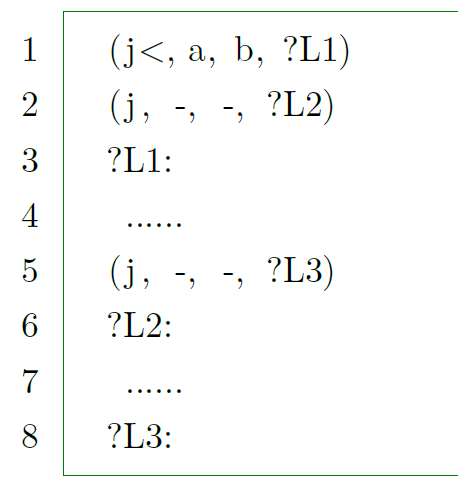 1 (j<, a, b, ?L1)
2 (j, -, -, ?L2)
3 ?L1:
4 ......
5 (j, -, -, ?L3)
6 ?L2:
7 ......
8 ?L3: